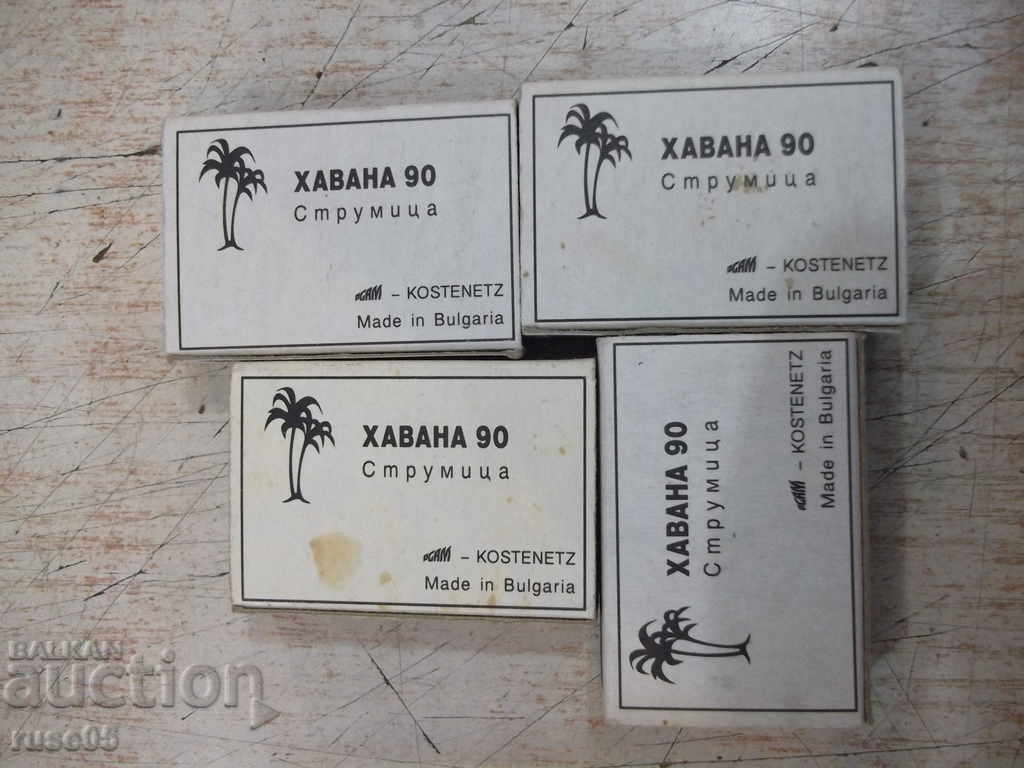 ХАВАНА 90
Струмица
– KOSTENETZ
Made in Bulgaria
ХАВАНА 90
Струмица
– KOSTENETZ
Made in Bulgaria
ХАВАНА 90
Струмица
– KOSTENETZ
Made in Bulgaria
ХАВАНА 90
Струмица
– KOSTENETZ
Made in Bulgaria
BALKAN
auction
ruse05